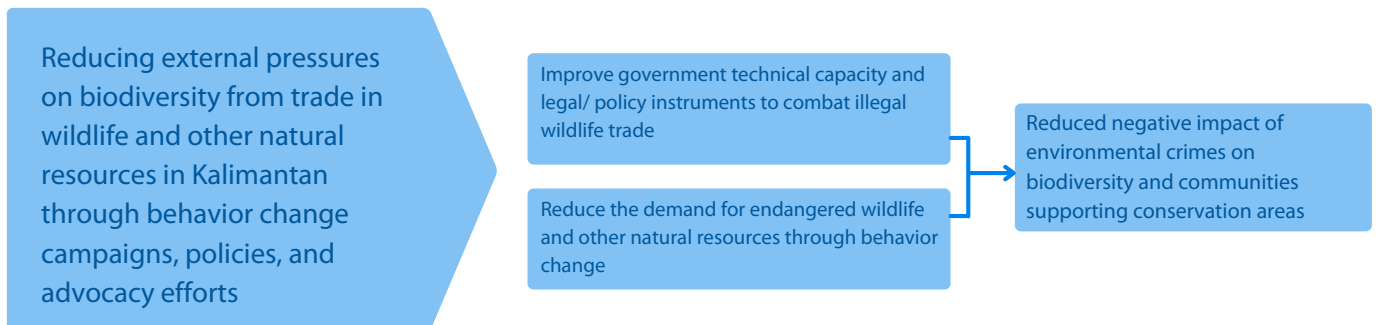 Reducing external pressures
on biodiversity from trade in
wildlife and other natural
resources in Kalimantan
through behavior change
campaigns, policies, and
advocacy efforts
Improve government technical capacity and
legal/ policy instruments to combat illegal
wildlife trade
Reduce the demand for endangered wildlife
and other natural resources through behavior
change
Reduced negative impact of
environmental crimes on
biodiversity and communities
supporting conservation areas